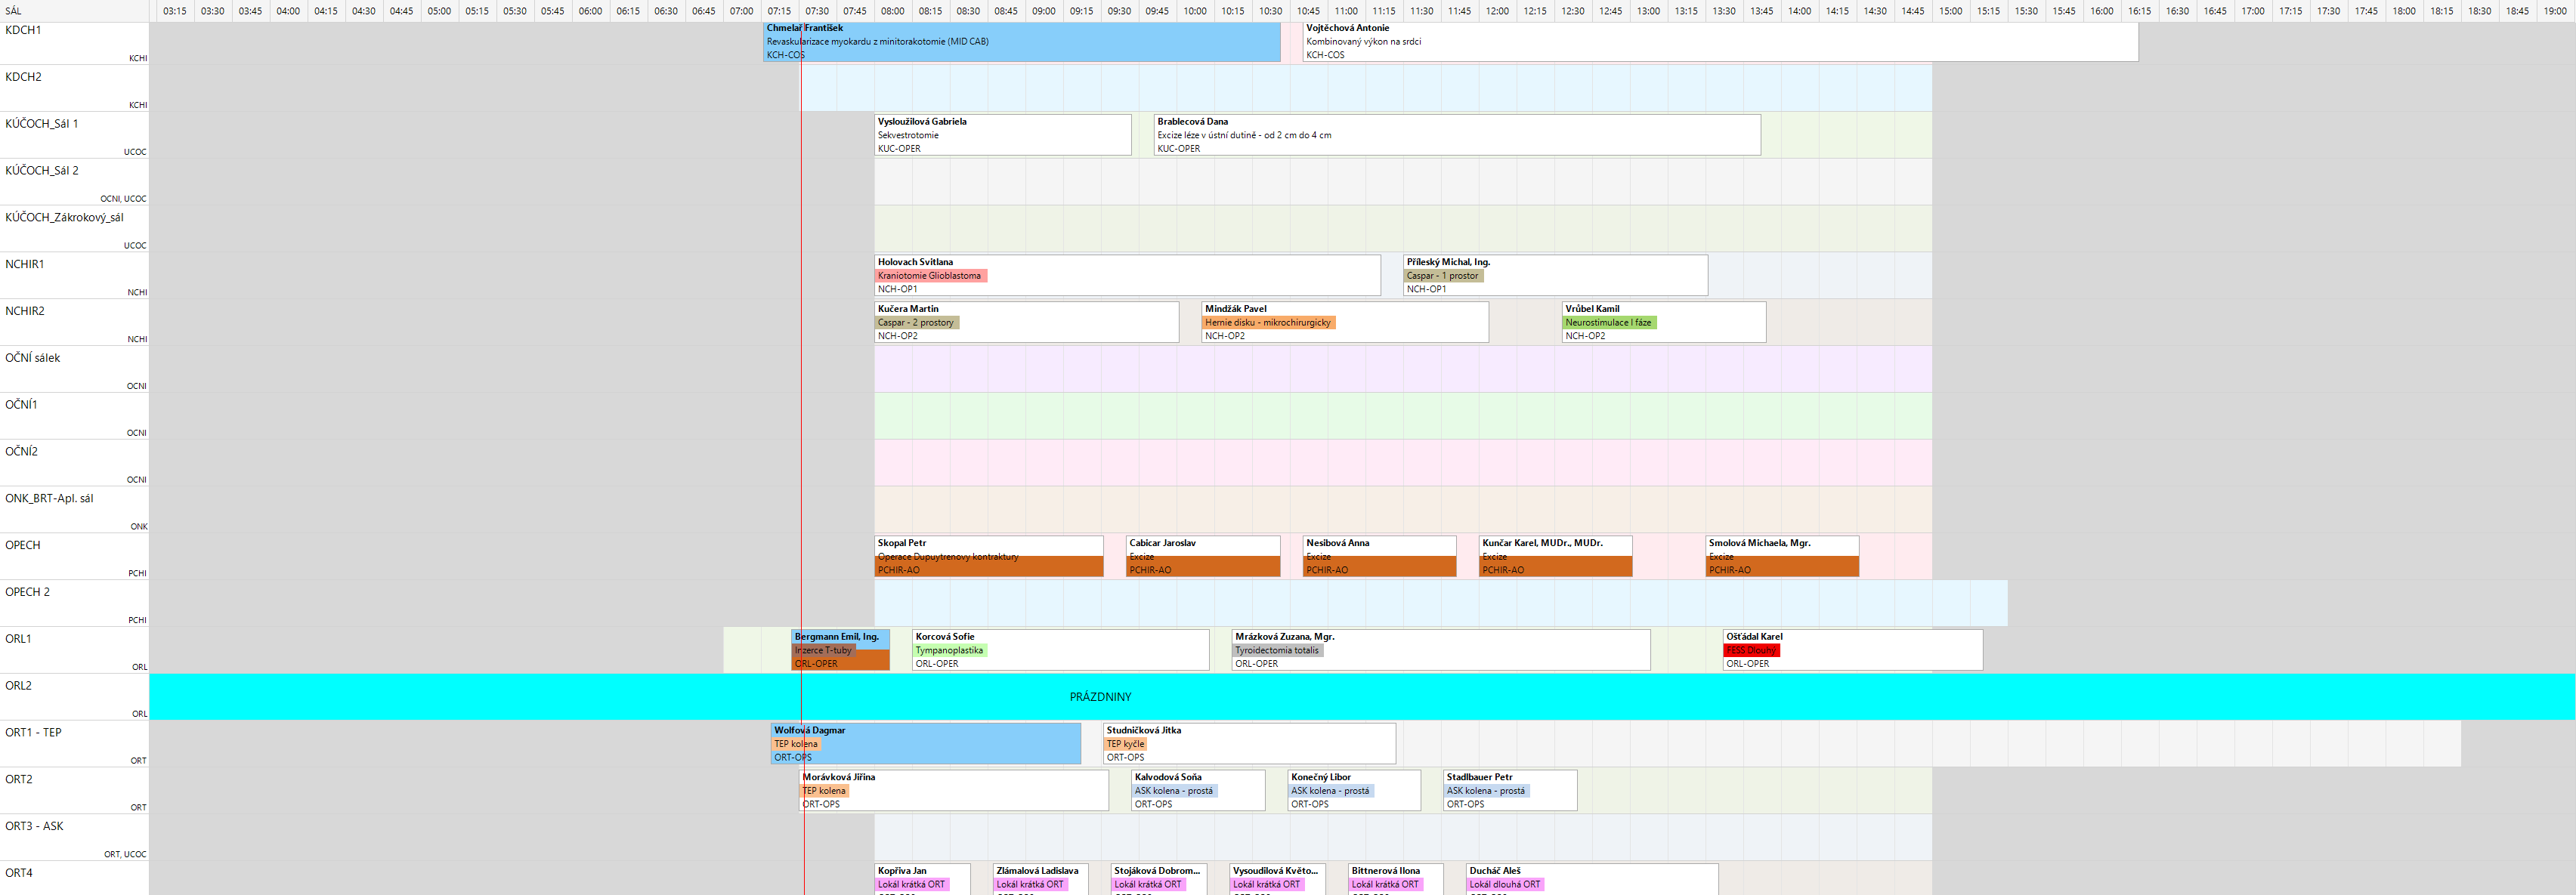 SÁL 03:15 03:30 03:45 04:00 04:15 04:30 04:45 05:00 05:15 05:30 05:45 06:00 06:15 06:30 06:45 07:00 07:15 07:30 07:45 08:00 08:15 08:30 08:45 09:00 09:15 09:30 09:45 10:00 10:15 10:30 10:45 11:00 11:15 11:30 11:45 12:00 12:15 12:30 12:45 13:00 13:15 13:30 13:45 14:00 14:15 14:30 14:45 15:00 15:15 15:30 15:45 16:00 16:15 16:30 16:45 17:00 17:15 17:30 17:45 18:00 18:15 18:30 18:45 19:00
KDCH1
KCHI
Chmelař František
Revaskularizace myokardu z minitorakotomie (MID CAB)
KCH-COS
Vojtěchová Antonie
Kombinovaný výkon na srdci
KCH-COS
KDCH2
KCHI
KÚČOCH_Sál 1
UCOC
Vysloužilová Gabriela
Sekvestrotomie
KUC-OPER
Brablecová Dana
Excize léze v ústní dutině - od 2 cm do 4 cm
KUC-OPER
KÚČOCH_Sál 2
OCNI, UCOC
KÚČOCH_Zákrokový_sál
UCOC
NCHIR1
NCHI
Holovach Svitlana
Kraniotomie Glioblastoma
NCH-OP1
Příleský Michal, Ing.
Caspar - 1 prostor
NCH-OP1
NCHIR2
NCHI
Kučera Martin
Caspar - 2 prostory
NCH-OP2
Mindžák Pavel
Hernie disku - mikrochirurgicky
NCH-OP2
Vrůbel Kamil
Neurostimulace I fáze
NCH-OP2
OČNÍ sálek
OCNI
OČNÍ1
OCNI
OČNÍ2
OCNI
ONK_BRT-Apl. sál
ONK
OPECH
PCHI
Skopal Petr
Operace Dupuytrenovy kontraktury
PCHIR-AO
Cabicar Jaroslav
Excize
PCHIR-AO
Nesibová Anna
Excize
PCHIR-AO
Kunčar Karel, MUDr., MUDr.
Excize
PCHIR-AO
Smolová Michaela, Mgr.
Excize
PCHIR-AO
OPECH 2
PCHI
ORL1
ORL
Bergmann Emil, Ing.
Inzerce T-tuby
ORL-OPER
Korcová Sofie
Tympanoplastika
ORL-OPER
Mrázková Zuzana, Mgr.
Tyroidectomia totalis
ORL-OPER
Ošťádal Karel
FESS Dlouhý
ORL-OPER
ORL2
ORL
PRÁZDNINY
ORT1 - TEP
ORT
Wolfová Dagmar
TEP kolena
ORT-OPS
Studničková Jitka
TEP kyčle
ORT-OPS
ORT2
ORT
Morávková Jiřina
TEP kolena
ORT-OPS
Kalvodová Soňa
ASK kolena - prostá
ORT-OPS
Konečný Libor
ASK kolena - prostá
ORT-OPS
Stadlbauer Petr
ASK kolena - prostá
ORT-OPS
ORT3 - ASK
ORT, UCOC
ORT4
Kopřiva Jan
Lokál krátká ORT
Zlámalová Ladislava
Lokál krátká ORT
Stojáková Dobrom...
Lokál krátká ORT
Vysoudilová Květo...
Lokál krátká ORT
Bittnerová Ilona
Lokál krátká ORT
Ducháč Aleš
Lokál dlouhá ORT